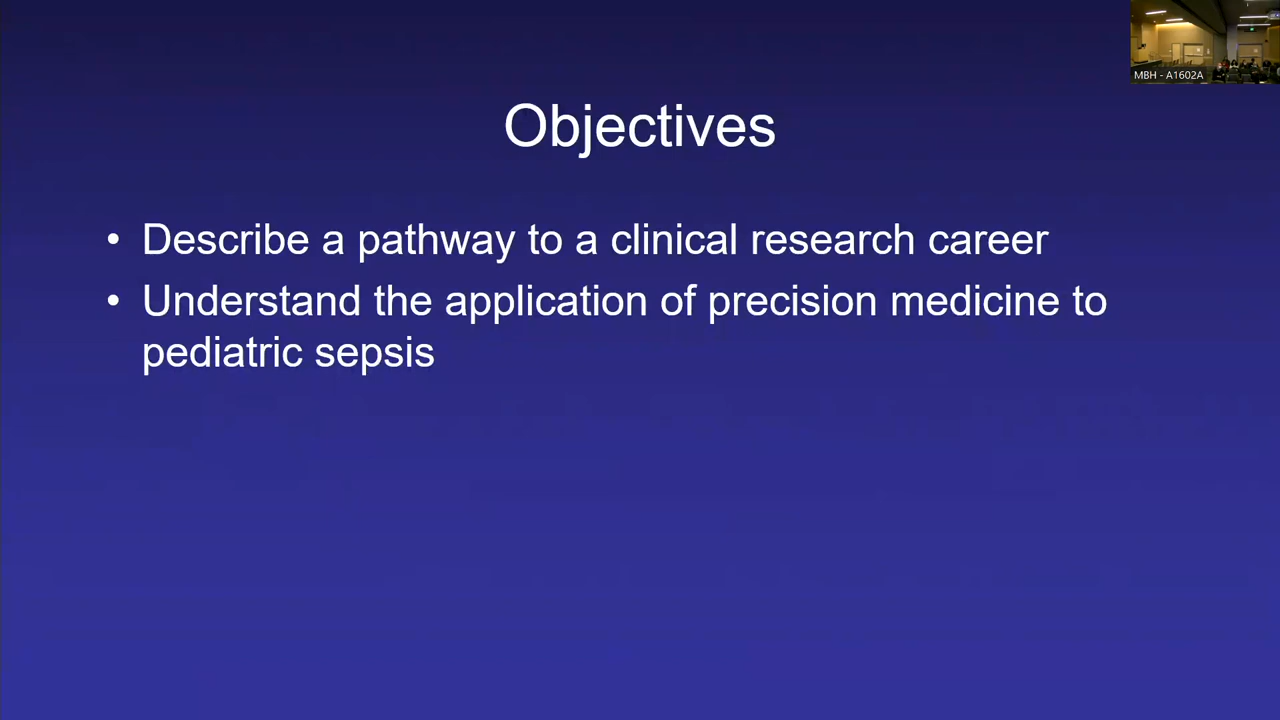 MBH - A1602A
Objectives
• Describe a pathway to a clinical research career
• Understand the application of precision medicine to
pediatric sepsis